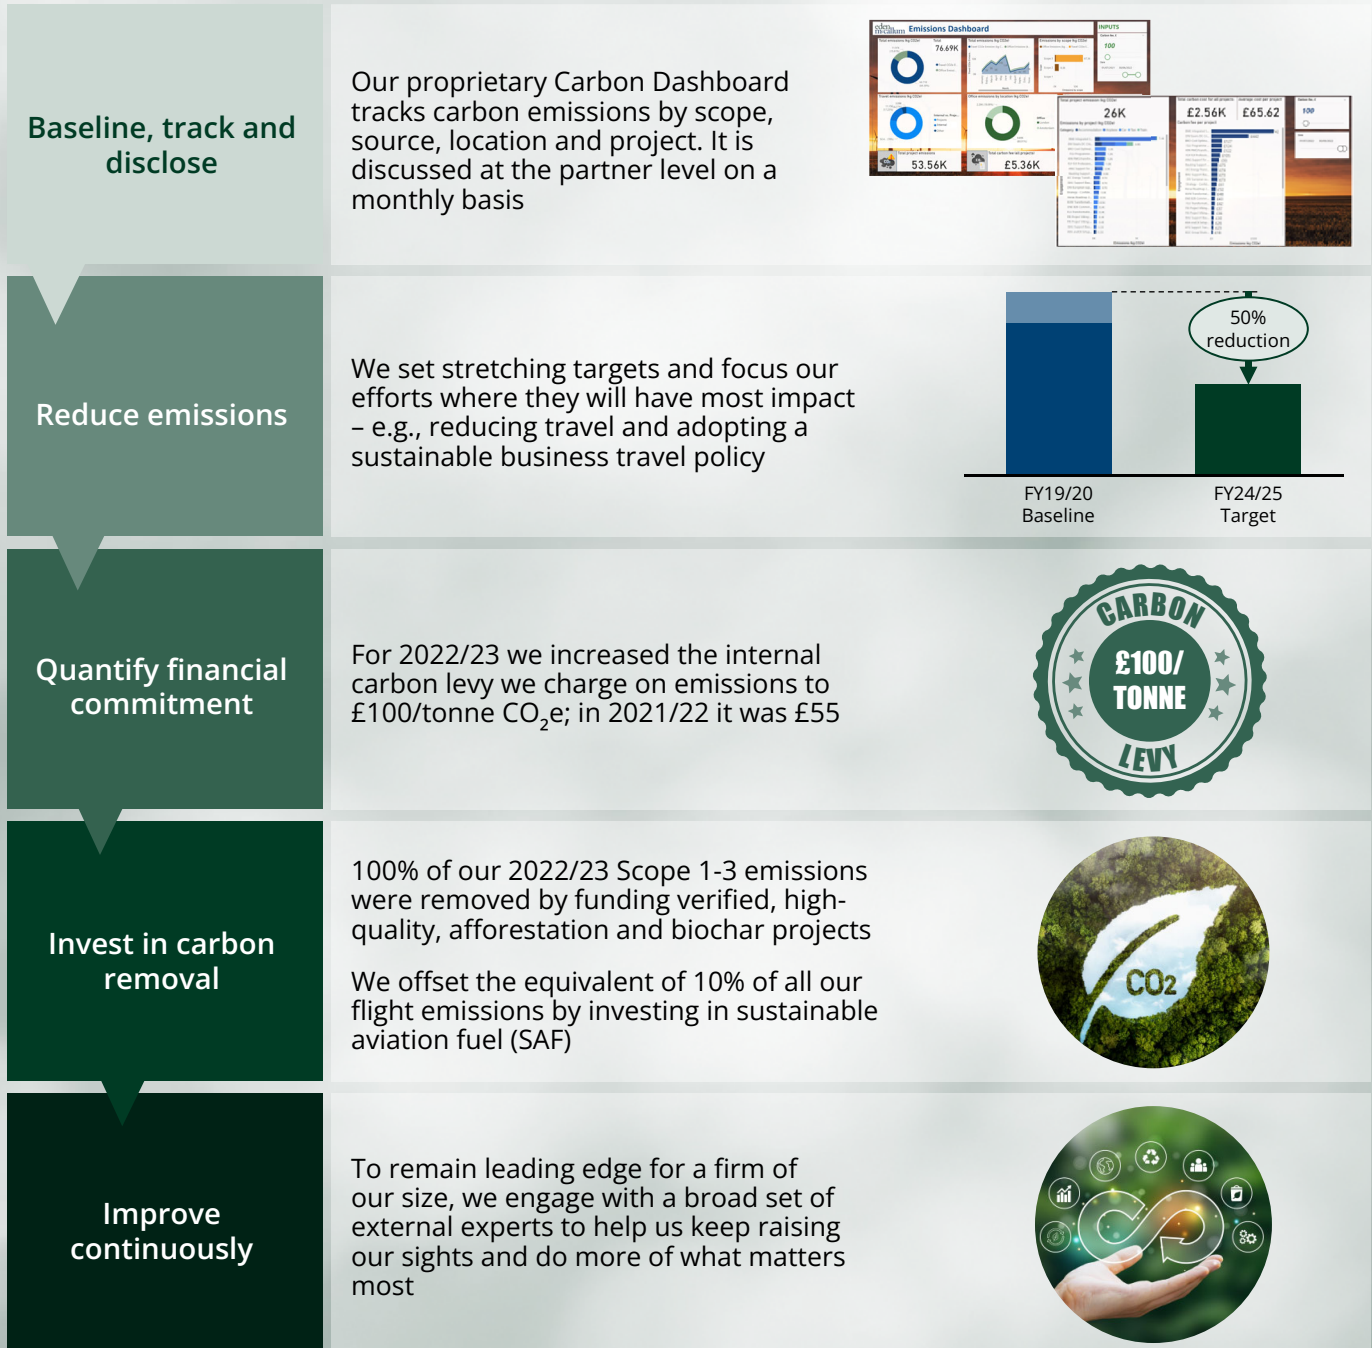 Baseline, track and
disclose
Our proprietary Carbon Dashboard
tracks carbon emissions by scope,
source, location and project. It is
discussed at the partner level on a
monthly basis
eden
mccallum
Emissions Dashboard
INPUTS
76.69K
100
53.56K
£5.36K
26K
£2.56K
£65.62
100
Reduce emissions
We set stretching targets and focus our
efforts where they will have most impact
– e.g., reducing travel and adopting a
sustainable business travel policy
50%
reduction
FY19/20
Baseline
FY24/25
Target
Quantify financial
commitment
For 2022/23 we increased the internal
carbon levy we charge on emissions to
£100/tonne CO₂e; in 2021/22 it was £55
CARBON
£100/
TONNE
LEVY
Invest in carbon
removal
100% of our 2022/23 Scope 1-3 emissions
were removed by funding verified, high-
quality, afforestation and biochar projects
We offset the equivalent of 10% of all our
flight emissions by investing in sustainable
aviation fuel (SAF)
CO2
Improve
continuously
To remain leading edge for a firm of
our size, we engage with a broad set of
external experts to help us keep raising
our sights and do more of what matters
most